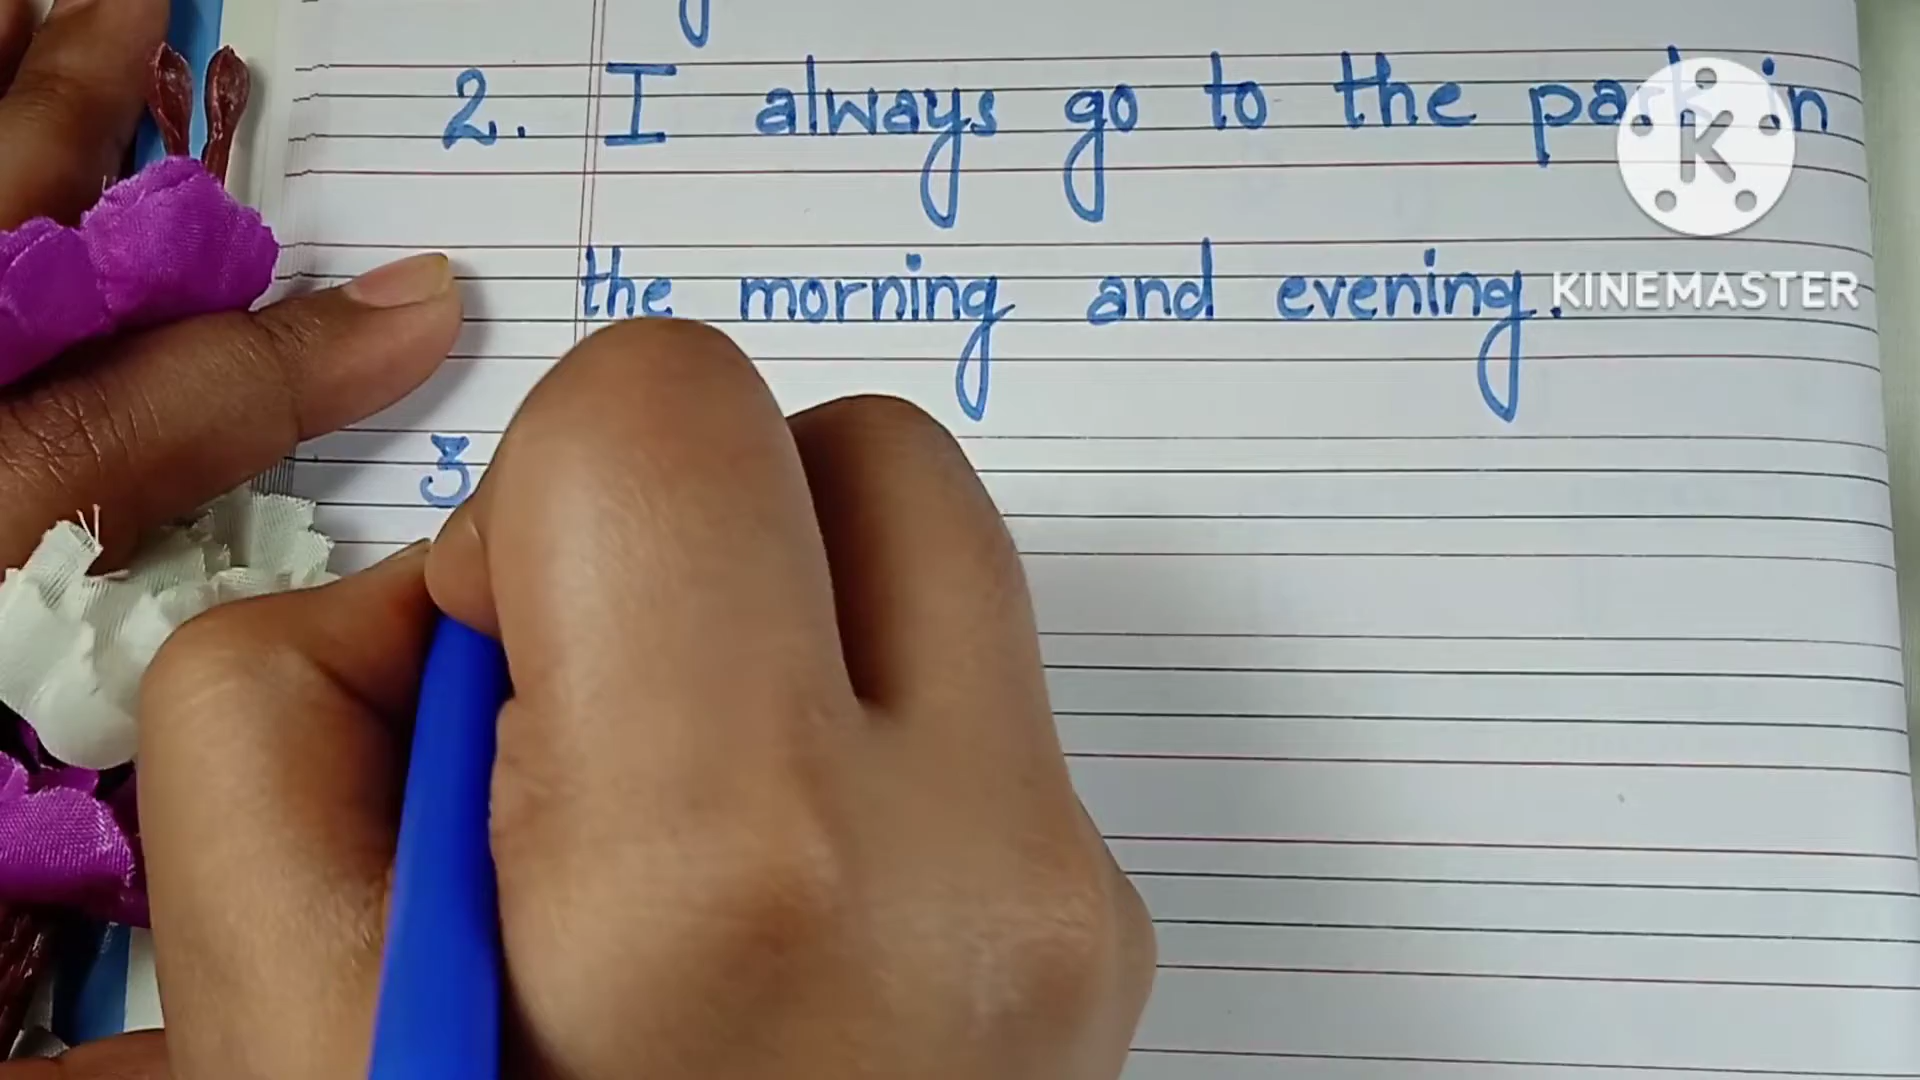 2. I always go to the park in
the morning and evening.
3
K
KINEMASTER